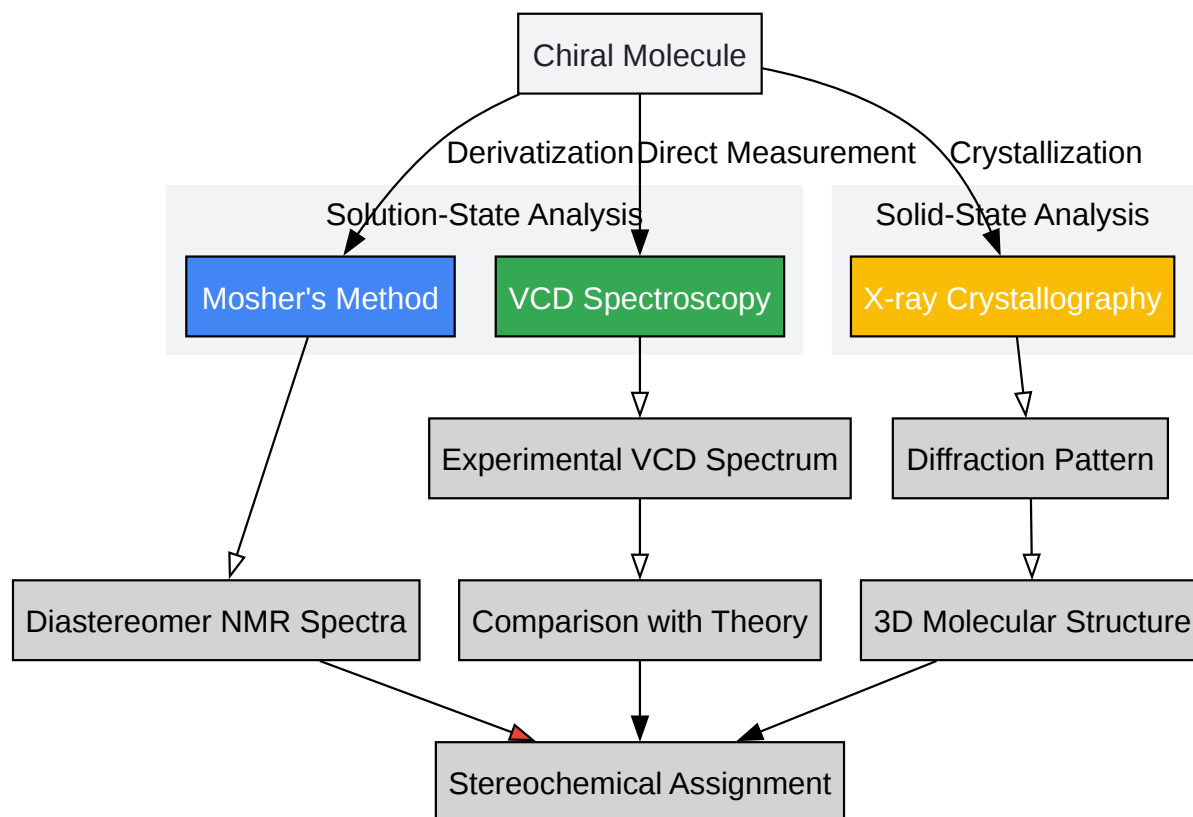 Chiral Molecule
Derivatization
Direct Measurement
Crystallization
Solution-State Analysis
Solid-State Analysis
Mosher's Method
VCD Spectroscopy
X-ray Crystallography
Experimental VCD Spectrum
Diffraction Pattern
Diastereomer NMR Spectra
Comparison with Theory
3D Molecular Structure
Stereochemical Assignment